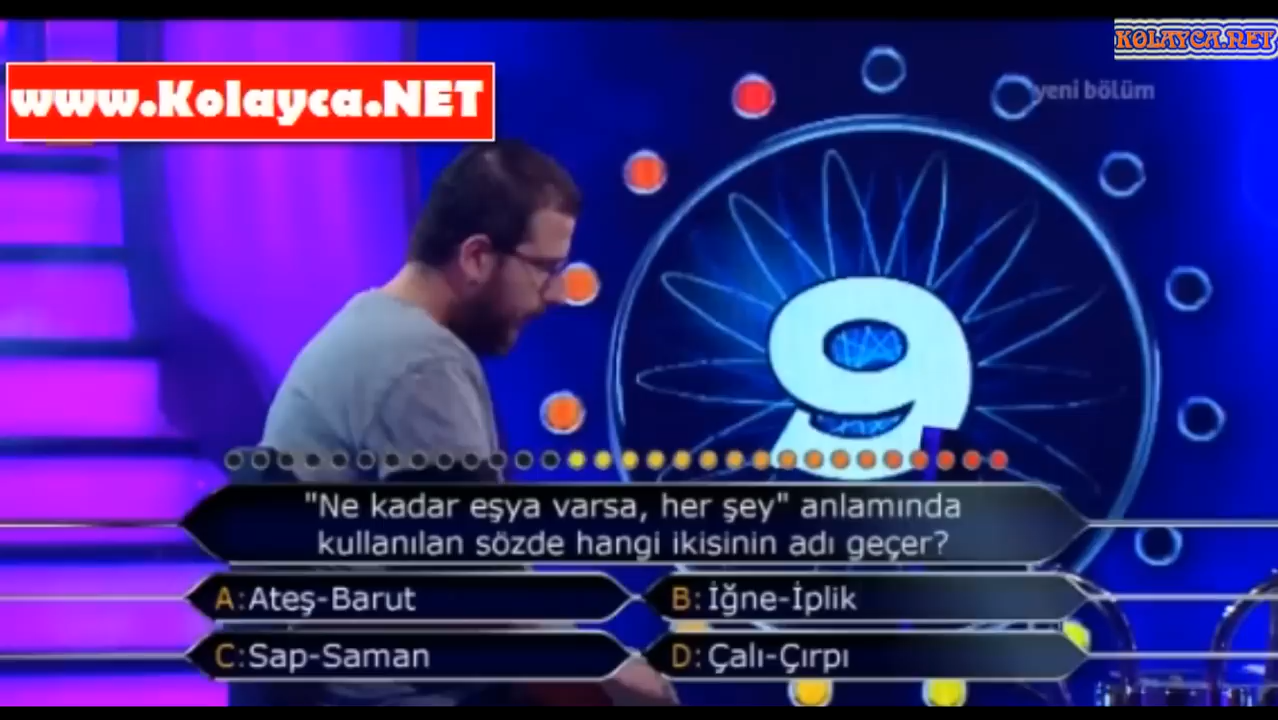 KOLAYCA.NET
www.Kolayca.NET
yeni bölüm
9
"Ne kadar eşya varsa, her şey" anlamında
kullanılan sözde hangi ikisinin adı geçer?
A: Ateş-Barut
B: İğne-İplik
C: Sap-Saman
D: Çalı-Çırpı